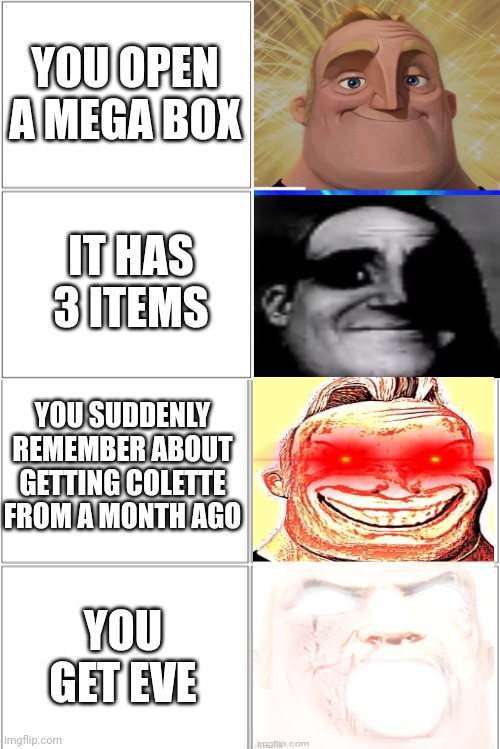 YOU OPEN
A MEGA BOX
IT HAS
3 ITEMS
YOU SUDDENLY
REMEMBER ABOUT
GETTING COLETTE
FROM A MONTH AGO
YOU
GET EVE
imgflip.com
imgflip.com